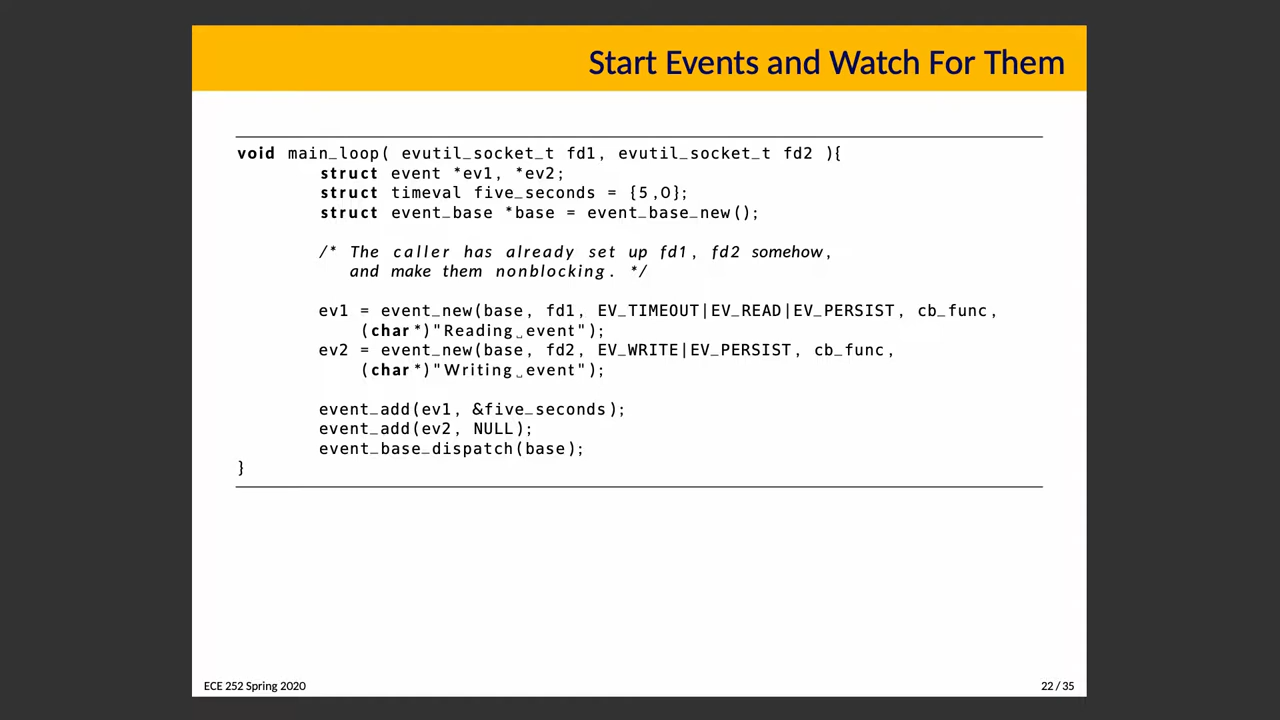 Start Events and Watch For Them
void main_loop( evutil_socket_t fd1, evutil_socket_t fd2 ){
struct event *ev1, *ev2;
struct timeval five_seconds = {5,0};
struct event_base *base = event_base_new();
/* The caller has already set up fd1, fd2 somehow,
and make them nonblocking. */
ev1 = event_new(base, fd1, EV_TIMEOUT|EV_READ|EV_PERSIST, cb_func,
(char*)"Reading␣event");
ev2 = event_new(base, fd2, EV_WRITE|EV_PERSIST, cb_func,
(char*)"Writing␣event");
event_add(ev1, &five_seconds);
event_add(ev2, NULL);
event_base_dispatch(base);
}
ECE 252 Spring 2020
22 / 35